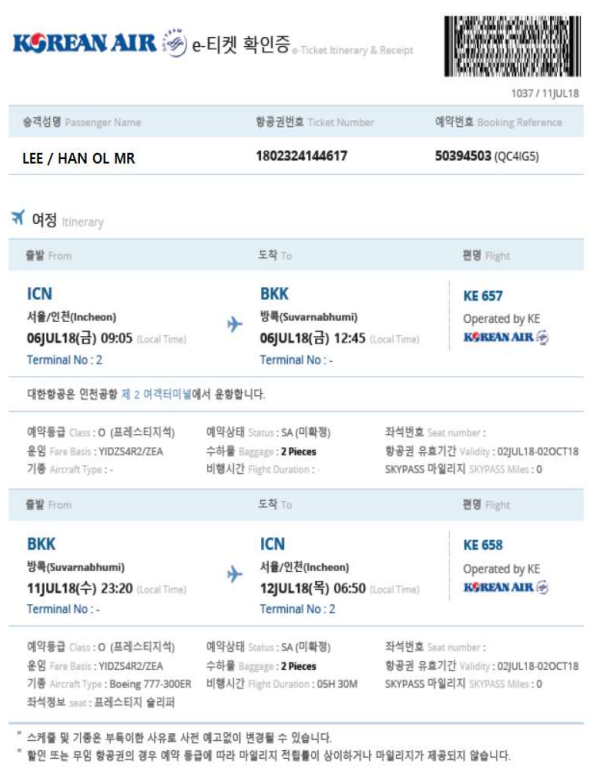 KOREAN AIR e-티켓 확인증 e-Ticket Itinerary & Receipt
1037 / 11JUL18
승객성명 Passenger Name 항공권번호 Ticket Number 예약번호 Booking Reference
LEE / HAN OL MR 1802324144617 50394503 (QC4IG5)
여정 Itinerary
출발 From 도착 To 편명 Flight
ICN BKK KE 657
서울/인천(Incheon) 방콕(Suvarnabhumi) Operated by KE
06JUL18(금) 09:05 (Local Time) 06JUL18(금) 12:45 (Local Time) KOREAN AIR
Terminal No : 2 Terminal No : -
대한항공은 인천공항 제 2 여객터미널에서 운항합니다.
예약등급 Class : O (프레스티지석) 예약상태 Status : SA (미확정) 좌석번호 Seat number :
운임 Fare Basis : YIDZS4R2/ZEA 수하물 Baggage : 2 Pieces 항공권 유효기간 Validity : 02JUL18-02OCT18
기종 Aircraft Type : - 비행시간 Flight Duration : SKYPASS 마일리지 SKYPASS Miles : 0
출발 From 도착 To 편명 Flight
BKK ICN KE 658
방콕(Suvarnabhumi) 서울/인천(Incheon) Operated by KE
11JUL18(수) 23:20 (Local Time) 12JUL18(목) 06:50 (Local Time) KOREAN AIR
Terminal No : - Terminal No : 2
예약등급 Class : O (프레스티지석) 예약상태 Status : SA (미확정) 좌석번호 Seat number :
운임 Fare Basis : YIDZS4R2/ZEA 수하물 Baggage : 2 Pieces 항공권 유효기간 Validity : 02JUL18-02OCT18
기종 Aircraft Type : Boeing 777-300ER 비행시간 Flight Duration : 05H 30M SKYPASS 마일리지 SKYPASS Miles : 0
좌석정보 seat : 프레스티지 슬리퍼
* 스케줄 및 기종은 부득이한 사유로 사전 예고없이 변경될 수 있습니다.
* 할인 또는 무임 항공권의 경우 예약 등급에 따라 마일리지 적립률이 상이하거나 마일리지가 제공되지 않습니다.